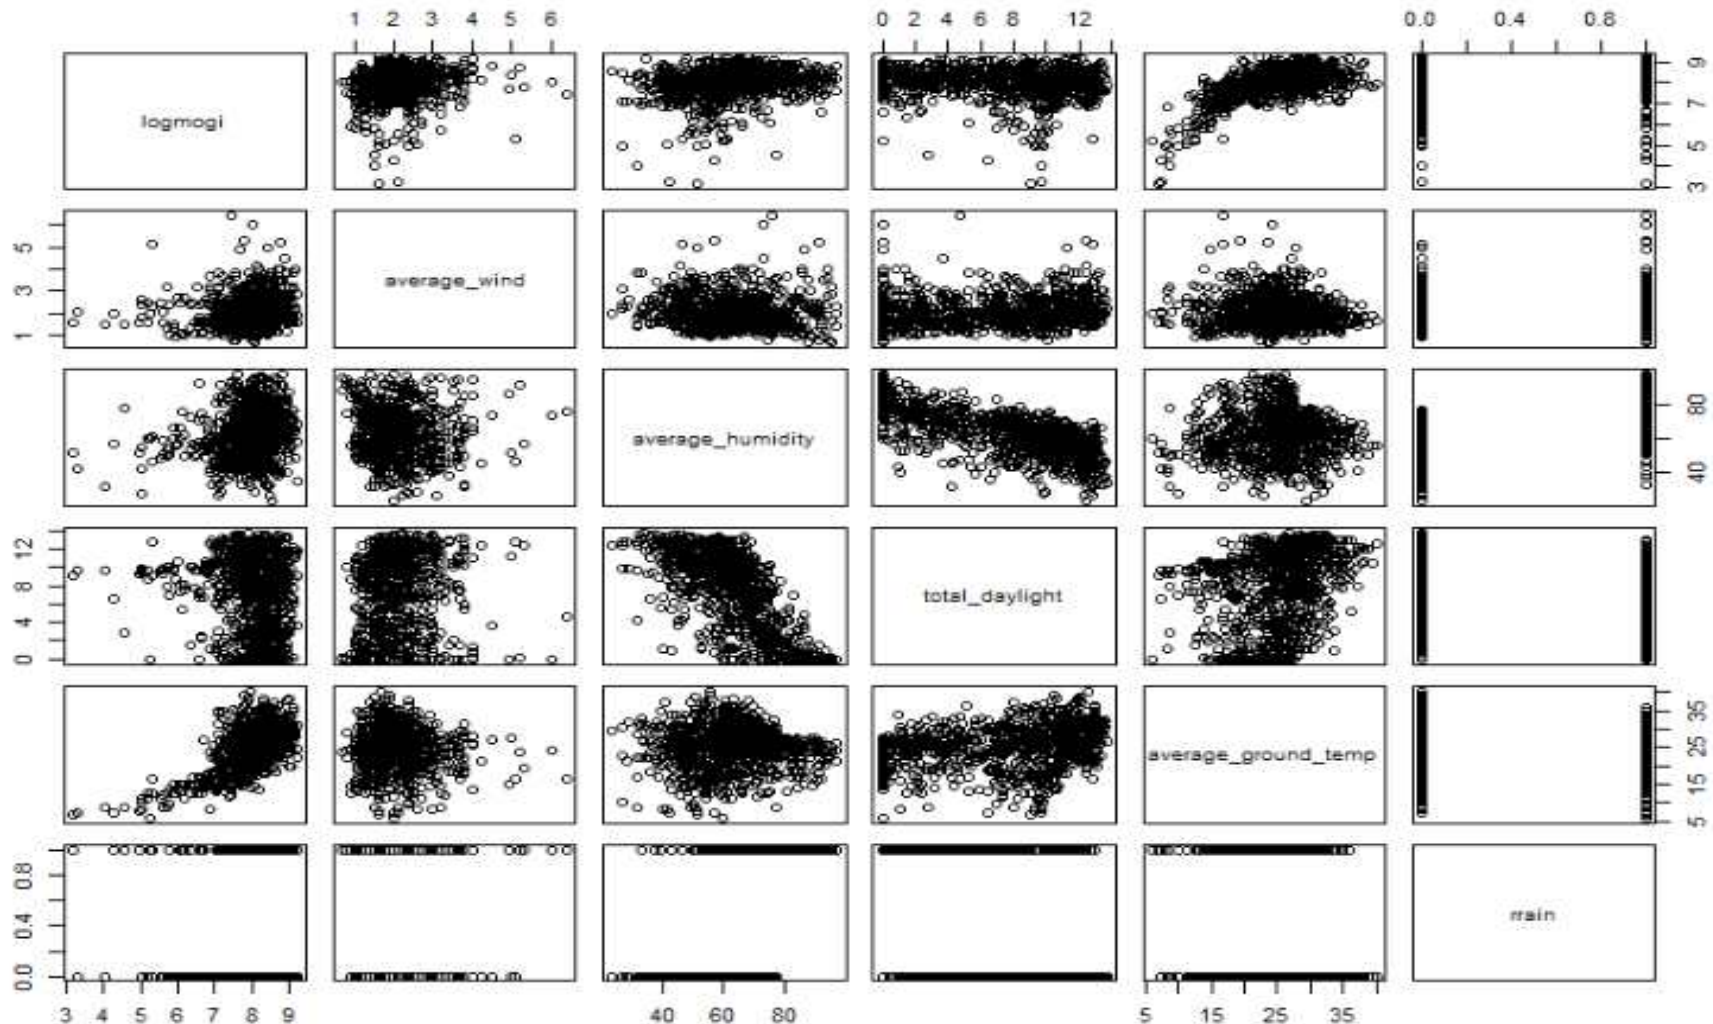 1 2 3 4 5 6 0 2 4 6 8 12 0.0 0.4 0.8
logmogi 3 5 7 9
1 3 5 average_wind
average_humidity 40 80
0 4 8 12 total_daylight
average_ground_temp 5 15 25 35
0.0 0.4 0.8 rrain
3 4 5 6 7 8 9 40 60 80 5 15 25 35